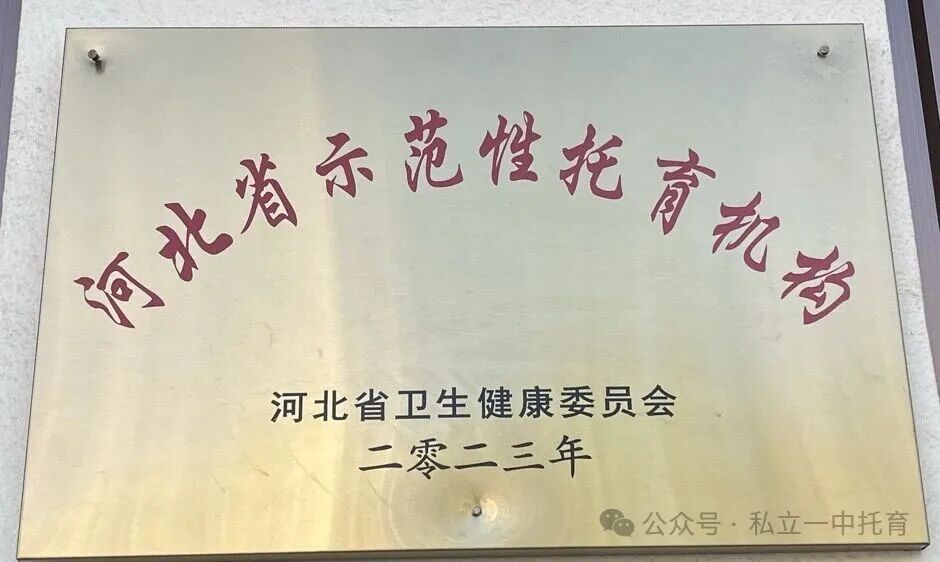 河北省示范性托育机构
河北省卫生健康委员会
二零二三年
公众号·私立一中托育